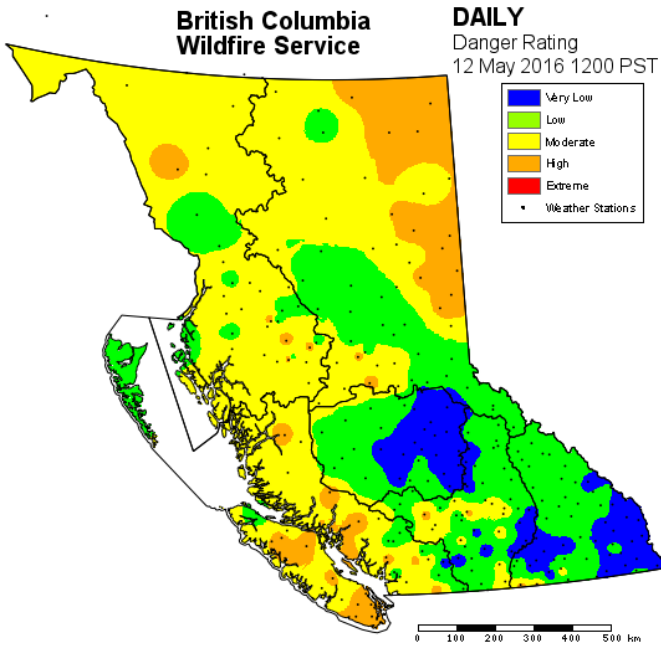 British Columbia
Wildfire Service
DAILY
Danger Rating
12 May 2016 1200 PST
Very Low
Low
Moderate
High
Extreme
Weather Stations
0 100 200 300 400 500 km